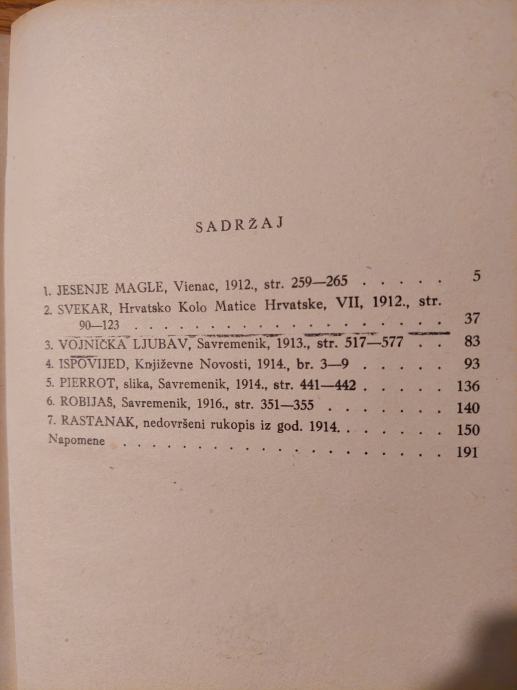 SADRŽAJ
1. JESENJE MAGLE, Vienac, 1912., str. 259—265 . . . . . 5
2. SVEKAR, Hrvatsko Kolo Matice Hrvatske, VII, 1912., str.
90—123 . . . . . . . . . . . . . . . . . 37
3. VOJNIČKA LJUBAV, Savremenik, 1913., str. 517—577 . . 83
4. ISPOVIJED, Književne Novosti, 1914., br. 3—9 . . . . . 93
5. PIERROT, slika, Savremenik, 1914., str. 441—442 . . . . . 136
6. ROBIJAŠ, Savremenik, 1916., str. 351—355 . . . . . . . 140
7. RASTANAK, nedovršeni rukopis iz god. 1914. . . . . . . 150
Napomene . . . . . . . . . . . . . . . . . . . 191